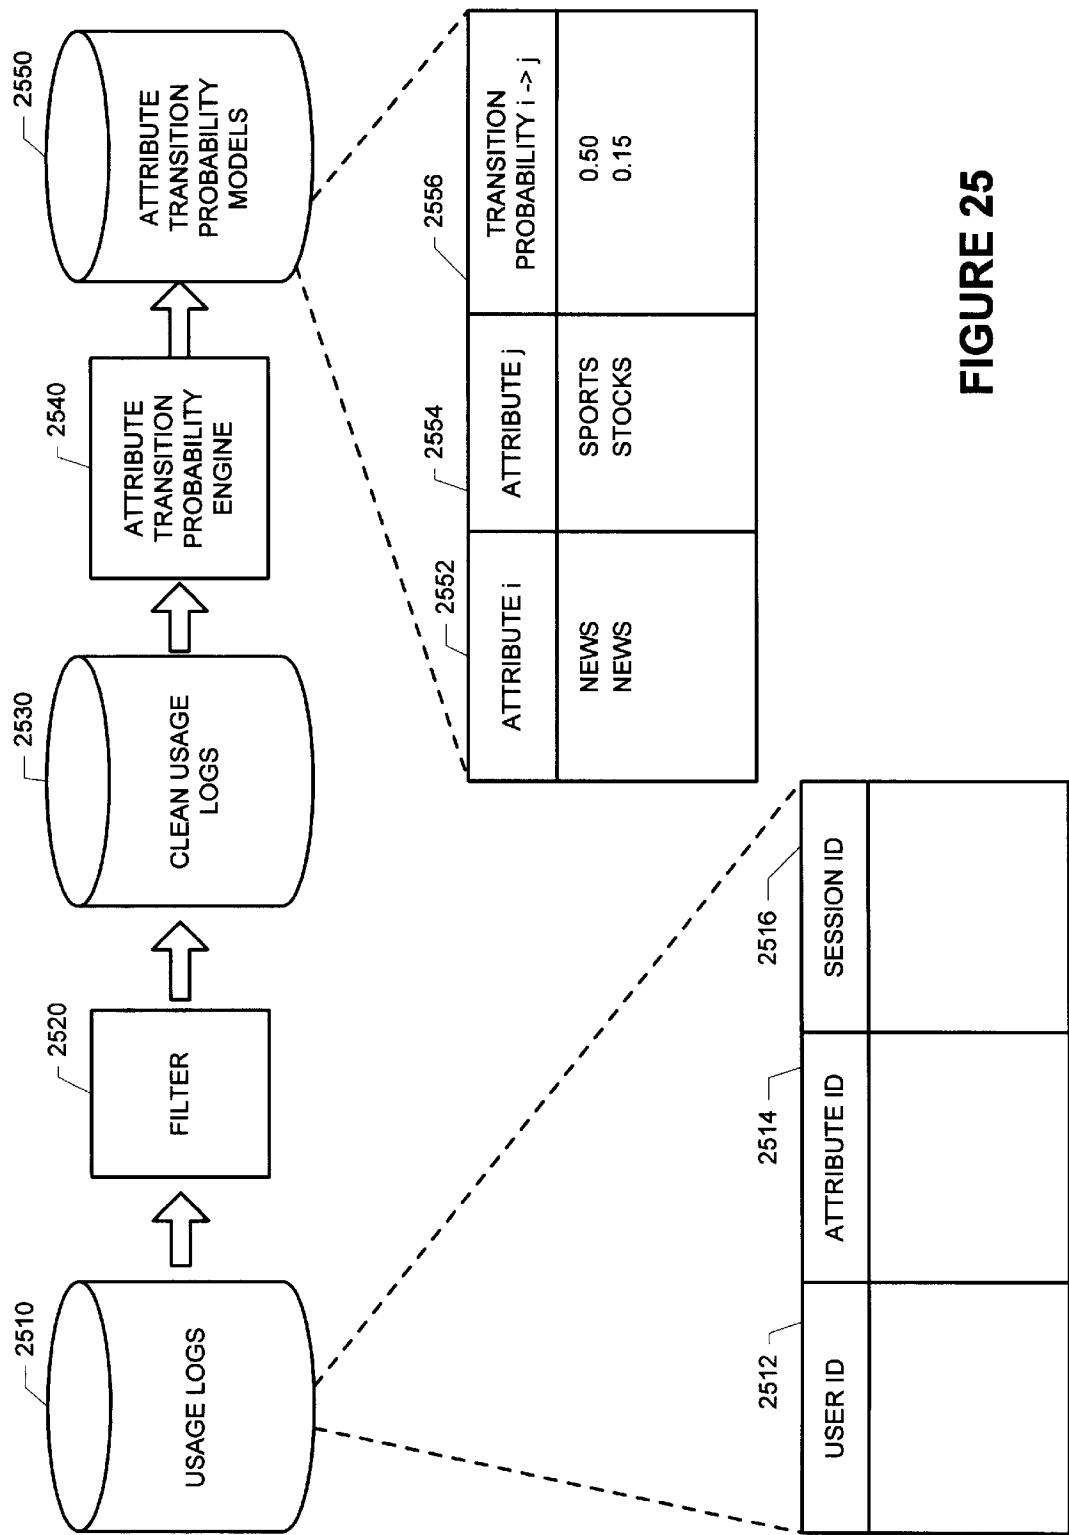 2510
USAGE LOGS
2520
FILTER
2530
CLEAN USAGE
LOGS
2540
ATTRIBUTE
TRANSITION
PROBABILITY
ENGINE
2550
ATTRIBUTE
TRANSITION
PROBABILITY
MODELS
2552
2554
2556
ATTRIBUTE i
ATTRIBUTE j
TRANSITION
PROBABILITY i -> j
NEWS SPORTS 0.50
NEWS STOCKS 0.15
2512
2514
2516
USER ID
ATTRIBUTE ID
SESSION ID
FIGURE 25